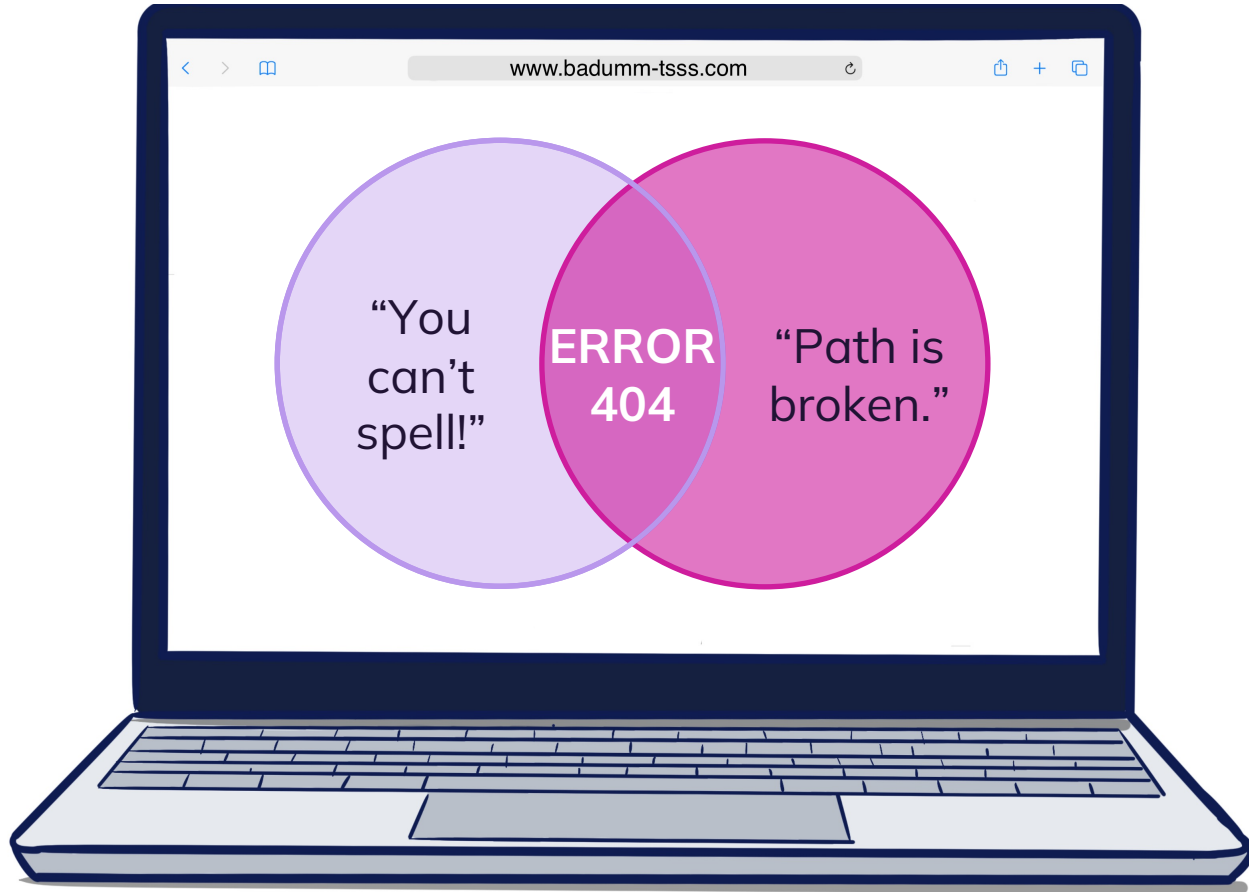 www.badumm-tsss.com
“You
can’t
spell!”
ERROR
404
“Path is
broken.”